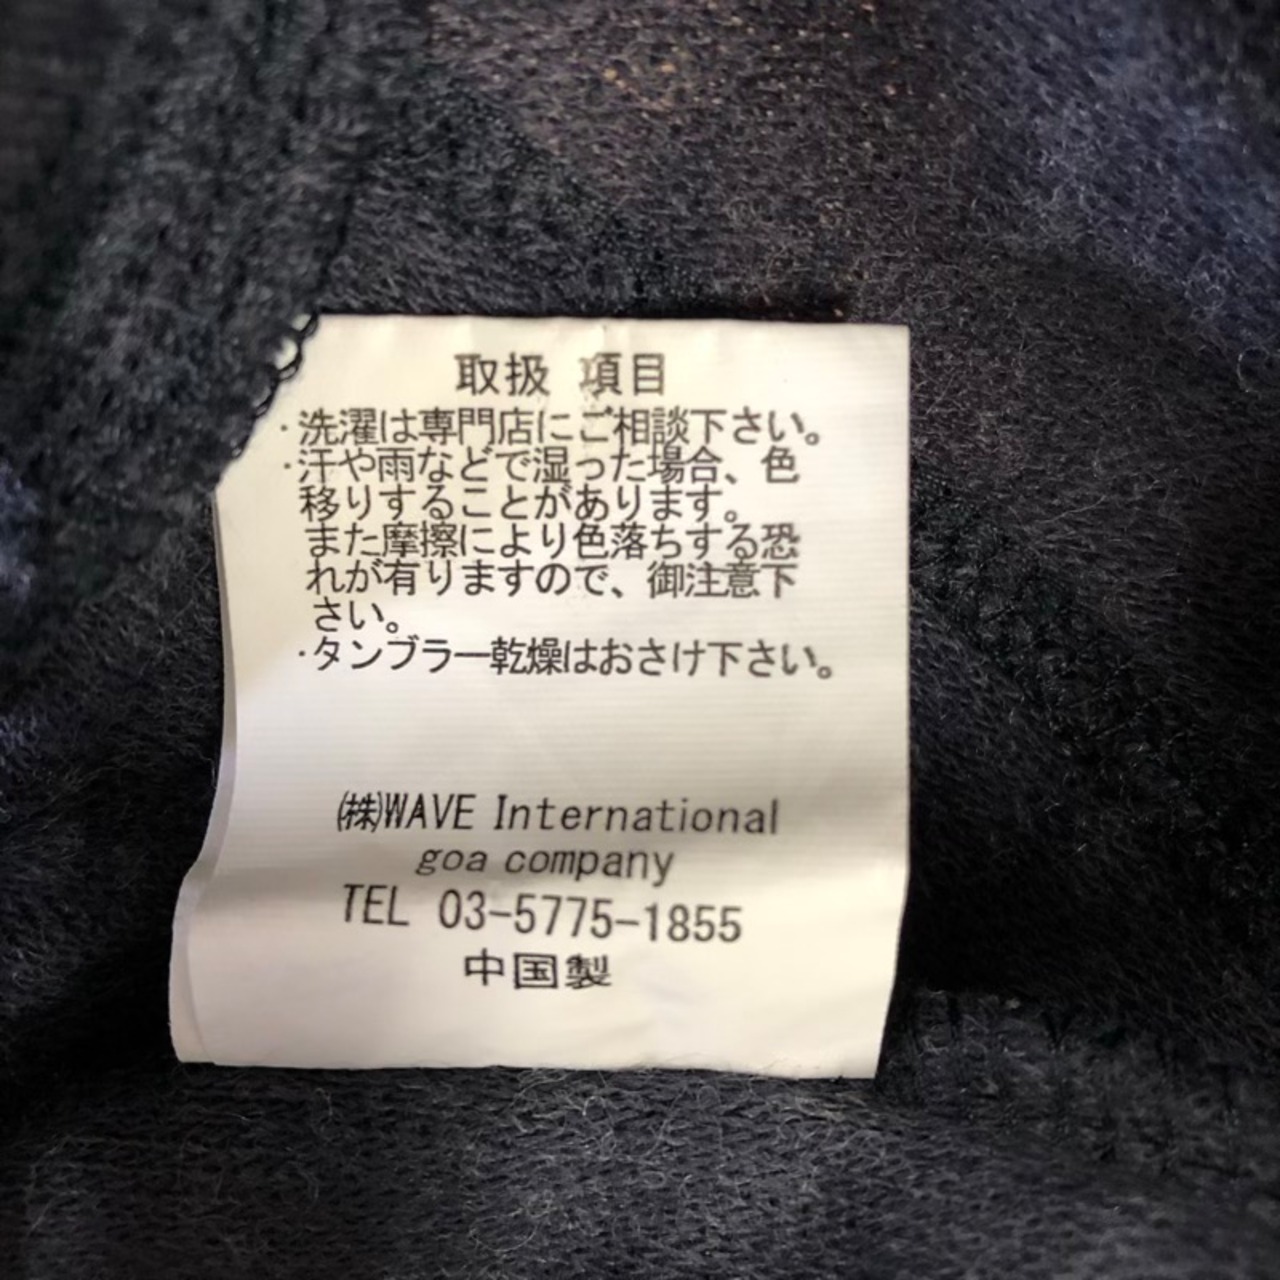 取扱 項目
・洗濯は専門店にご相談下さい。
・汗や雨などで湿った場合、色
移りすることがあります。
また摩擦により色落ちする恐
れが有りますので、御注意下
さい。
・タンブラー乾燥はおさけ下さい。
㈱WAVE International
goa company
TEL 03-5775-1855
中国製